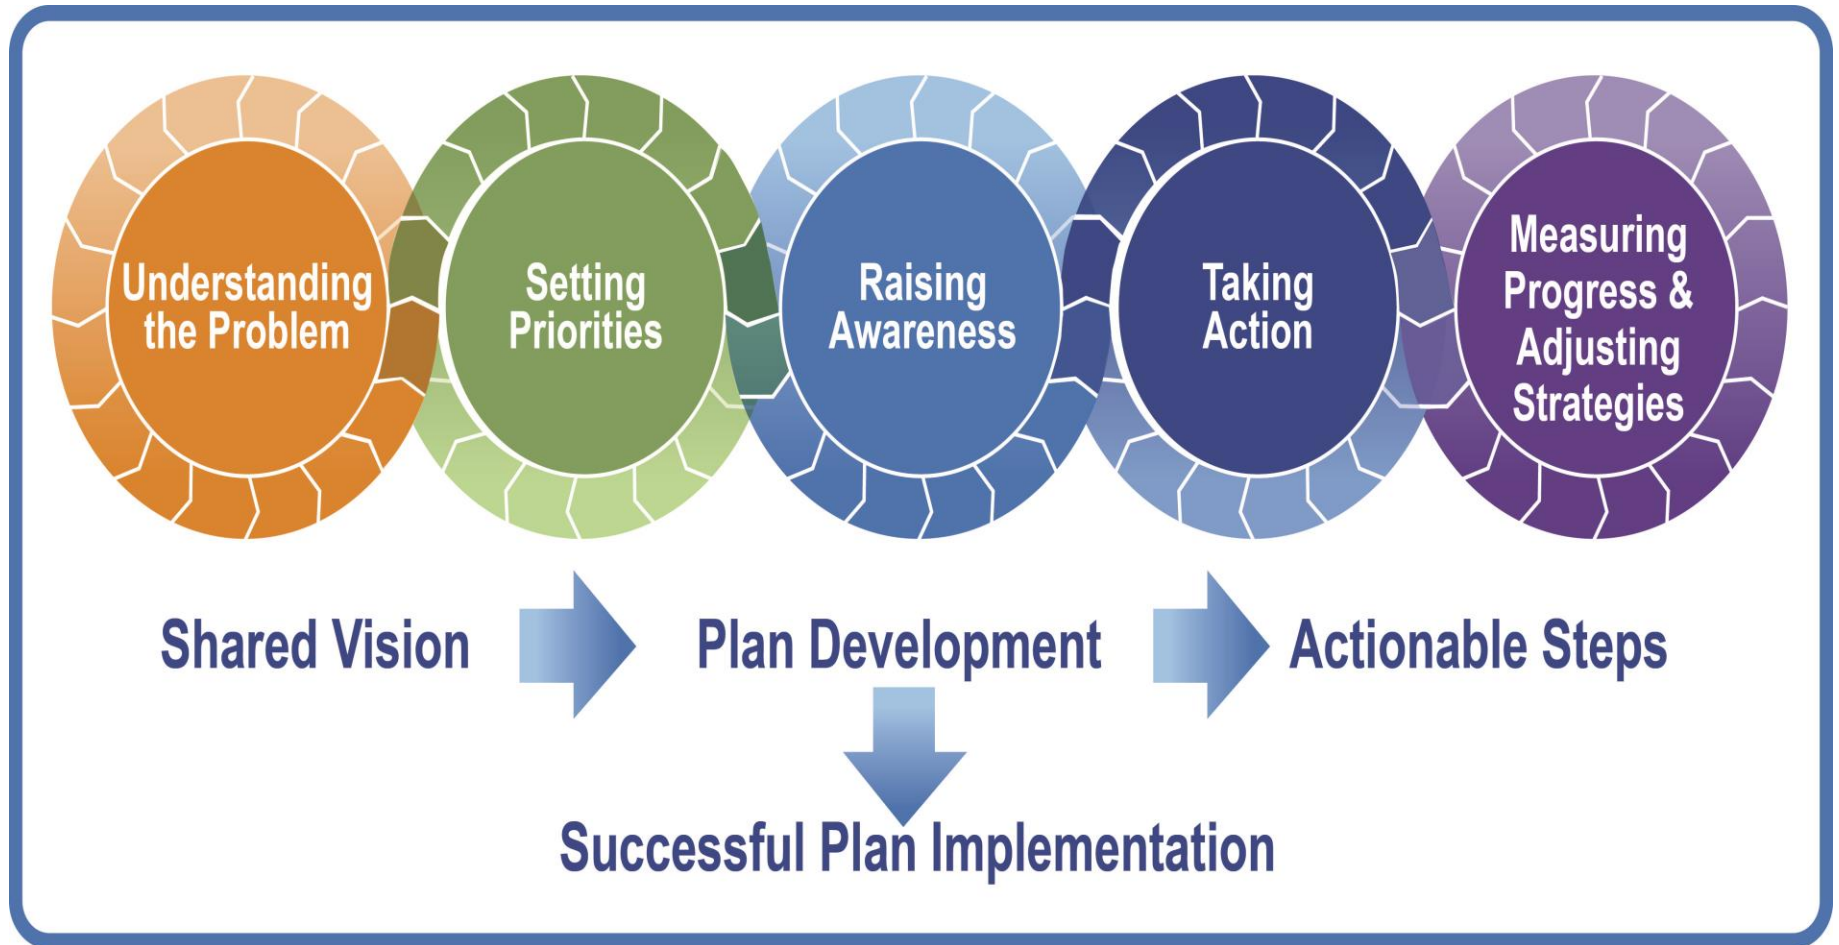 Understanding
the Problem
Setting
Priorities
Raising
Awareness
Taking
Action
Measuring
Progress &
Adjusting
Strategies
Shared Vision
Plan Development
Actionable Steps
Successful Plan Implementation